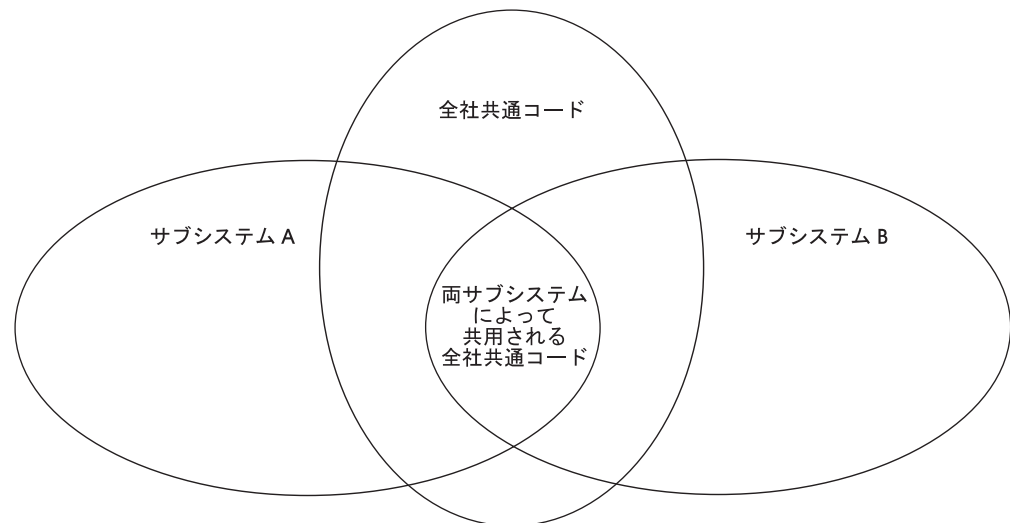 全社共通コード
サブシステム A
サブシステム B
両サブシステム
によって
共用される
全社共通コード